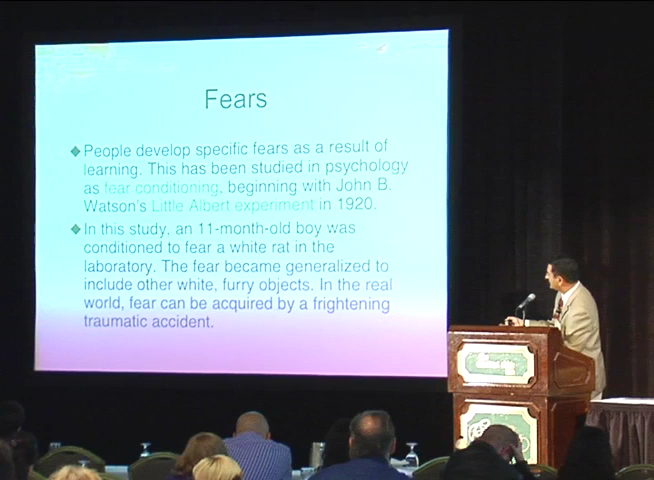 Fears
❖ People develop specific fears as a result of
learning. This has been studied in psychology
as fear conditioning, beginning with John B.
Watson's Little Albert experiment in 1920.
❖ In this study, an 11-month-old boy was
conditioned to fear a white rat in the
laboratory. The fear became generalized to
include other white, furry objects. In the real
world, fear can be acquired by a frightening
traumatic accident.